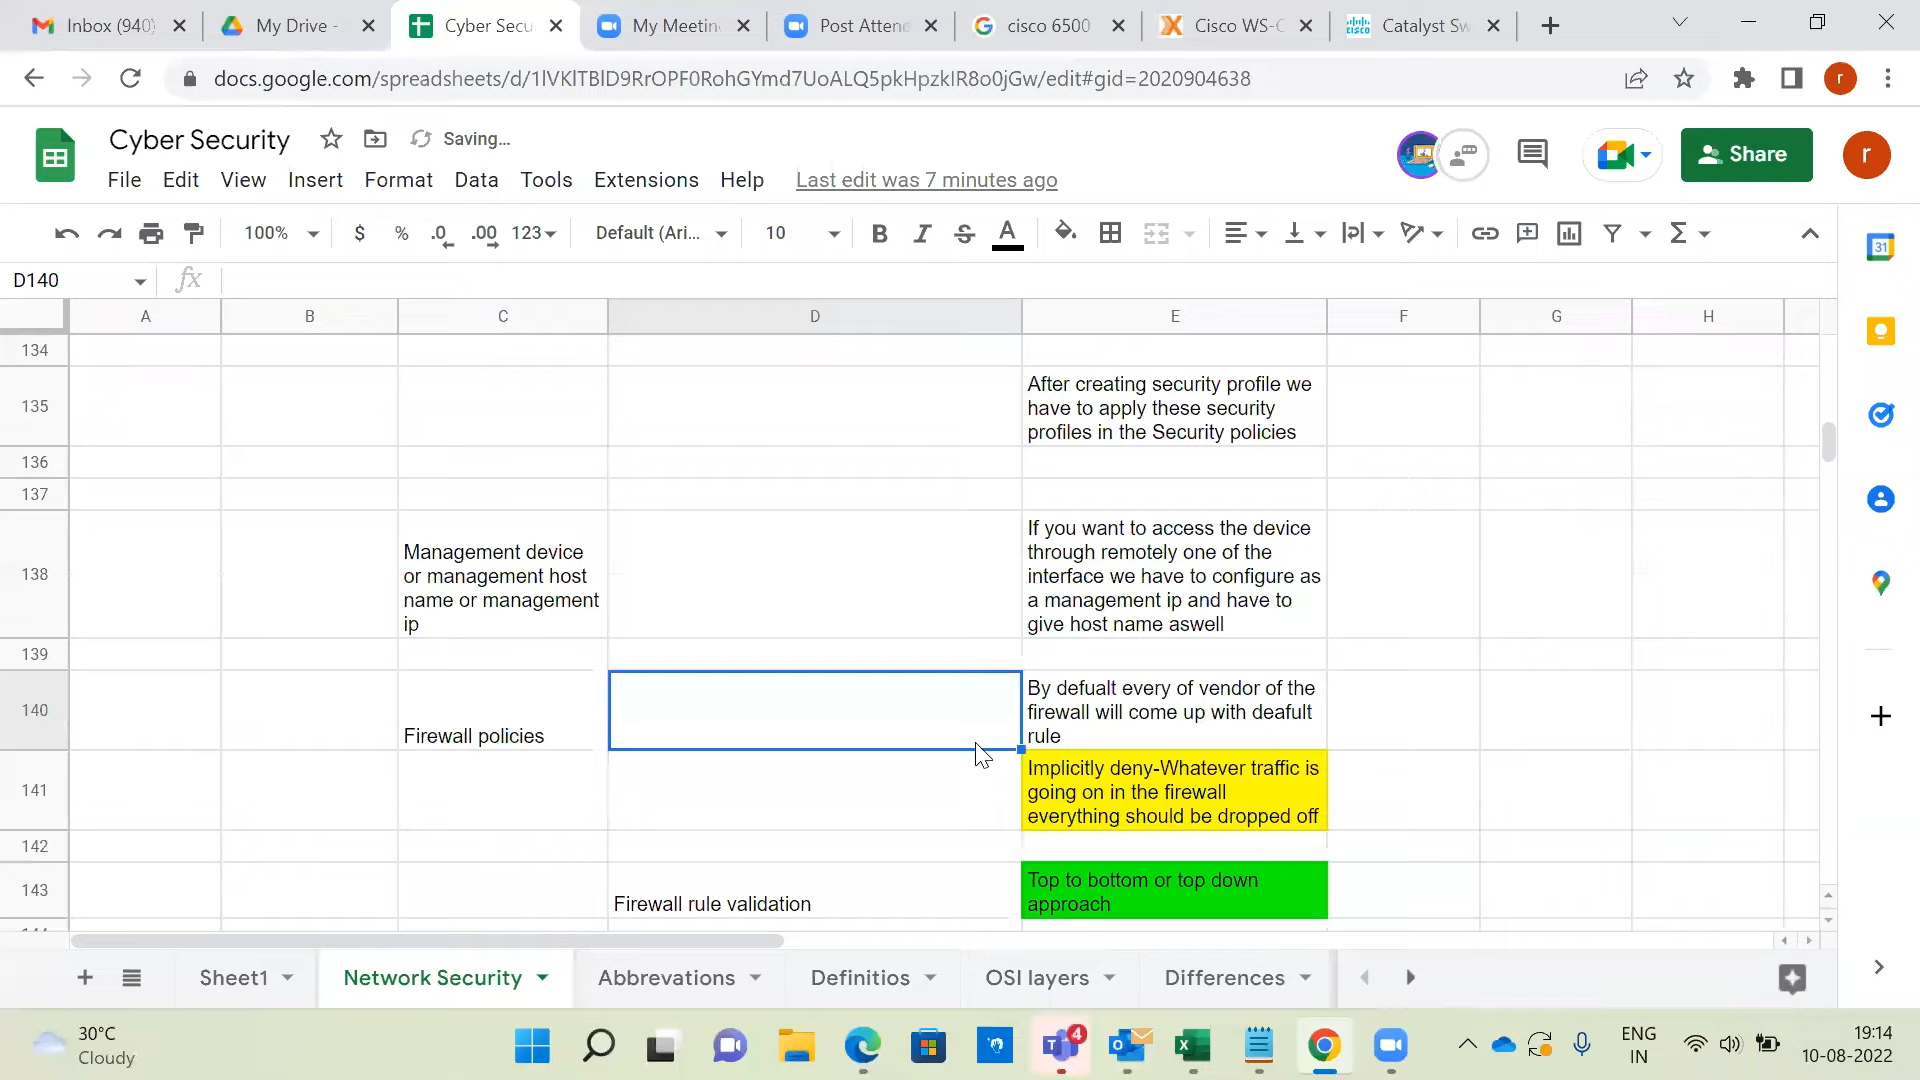 Inbox (940)
My Drive -
Cyber Secu
My Meetin
Post Attend
cisco 6500
Cisco WS-C
Catalyst Sw
docs.google.com/spreadsheets/d/1lVKlTBlD9RrOPF0RohGYmd7UoALQ5pkHpzkIR8o0jGw/edit#gid=2020904638
r
Cyber Security
Saving...
Share
r
File Edit View Insert Format Data Tools Extensions Help Last edit was 7 minutes ago
100% $ % .0 .00 123 Default (Ari... 10 B I S A
D140 fx
A B C D E F G H
134
135
After creating security profile we
have to apply these security
profiles in the Security policies
136
137
138
Management device
or management host
name or management
ip
If you want to access the device
through remotely one of the
interface we have to configure as
a management ip and have to
give host name aswell
139
140
Firewall policies
By defualt every of vendor of the
firewall will come up with deafult
rule
141
Implicitly deny-Whatever traffic is
going on in the firewall
everything should be dropped off
142
143
Firewall rule validation
Top to bottom or top down
approach
31
Sheet1
Network Security
Abbrevations
Definitios
OSI layers
Differences
30°C
Cloudy
4
ENG
IN
19:14
10-08-2022